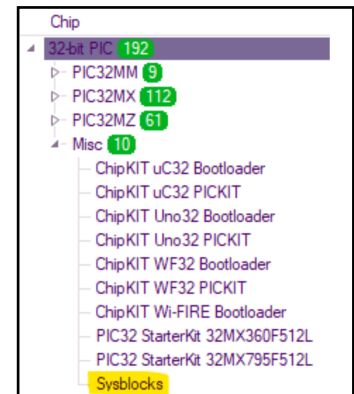 Chip
32-bit PIC 192
PIC32MM 9
PIC32MX 112
PIC32MZ 61
Misc 10
ChipKIT uC32 Bootloader
ChipKIT uC32 PICKIT
ChipKIT Uno32 Bootloader
ChipKIT Uno32 PICKIT
ChipKIT WF32 Bootloader
ChipKIT WF32 PICKIT
ChipKIT Wi-FIRE Bootloader
PIC32 StarterKit 32MX360F512L
PIC32 StarterKit 32MX795F512L
Sysblocks